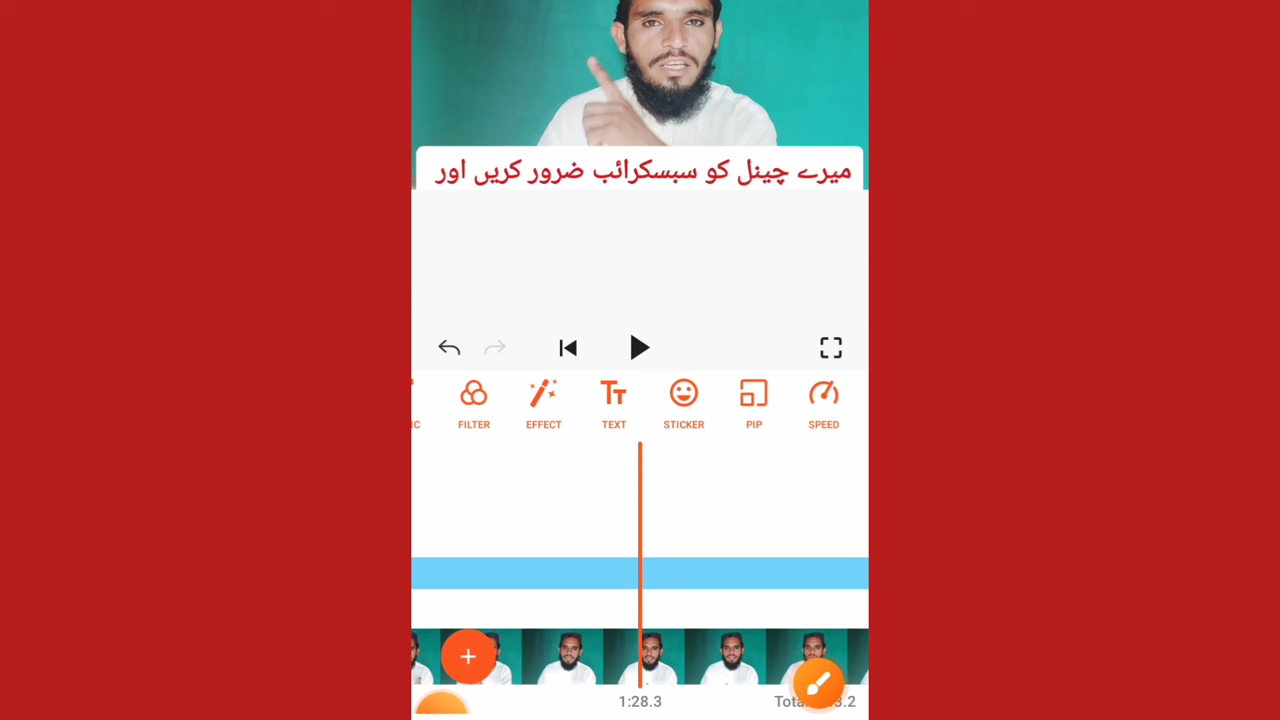 میرے چینل کو سبسکرائب ضرور کریں اور
FILTER
EFFECT
TEXT
STICKER
PIP
SPEED
1:28.3